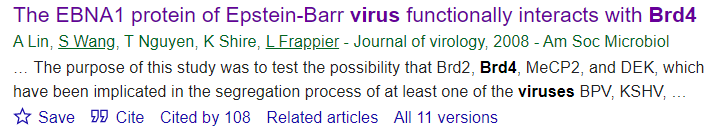 The EBNA1 protein of Epstein-Barr virus functionally interacts with Brd4
A Lin, S Wang, T Nguyen, K Shire, L Frappier - Journal of virology, 2008 - Am Soc Microbiol
… The purpose of this study was to test the possibility that Brd2, Brd4, MeCP2, and DEK, which
have been implicated in the segregation process of at least one of the viruses BPV, KSHV, …
Save Cite Cited by 108 Related articles All 11 versions